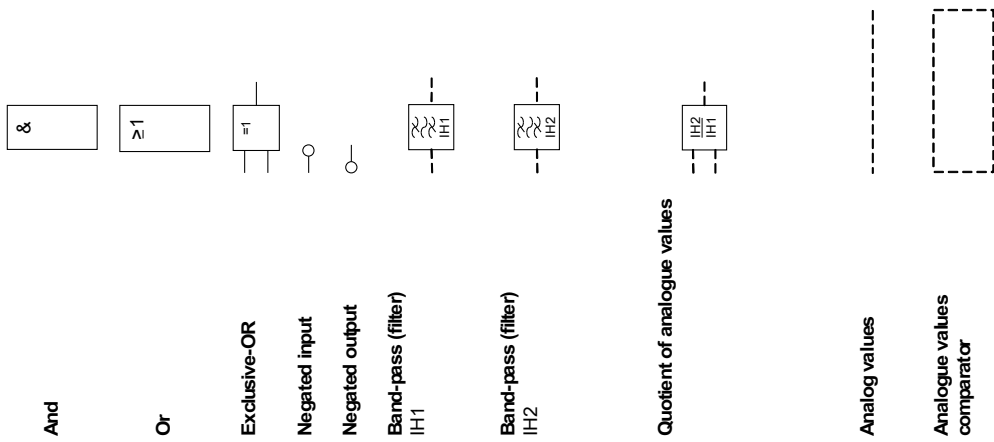 And
&
Or
≥1
Exclusive-OR
=1
Negated input
Negated output
Band-pass (filter)
IH1
IH1
Band-pass (filter)
IH2
IH2
Quotient of analogue values
IH2
IH1
Analog values
Analogue values
comparator